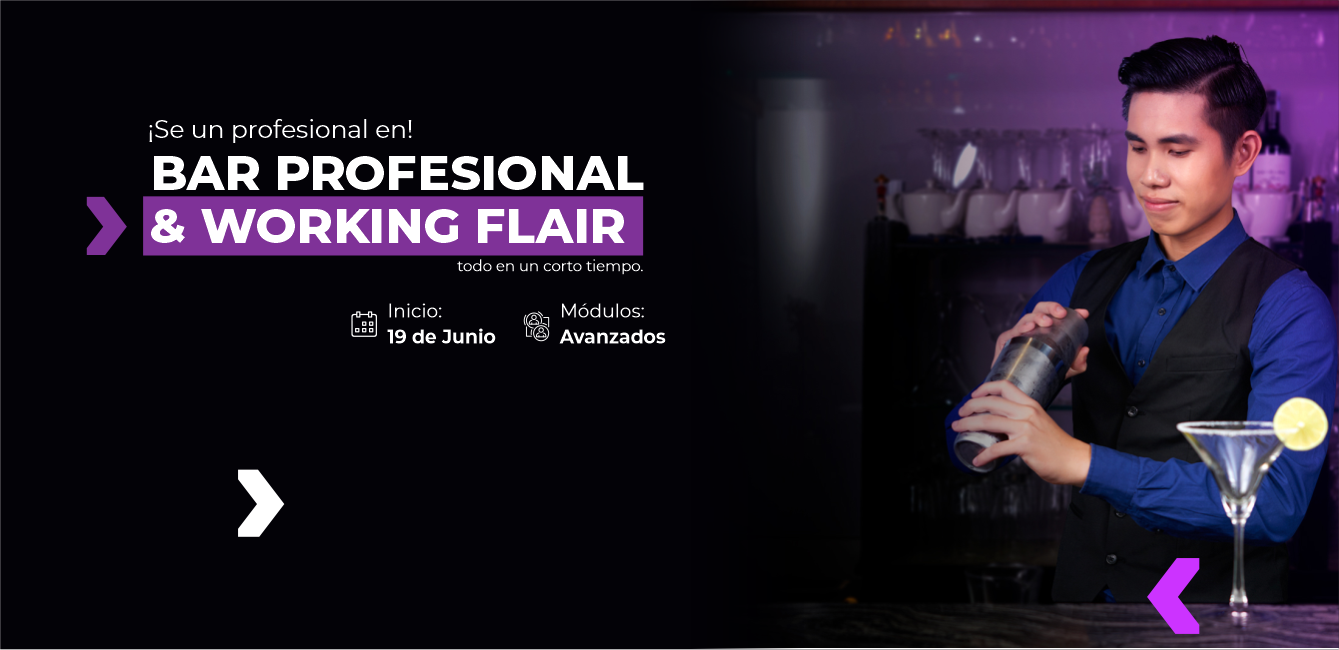 ¡Se un profesional en!
BAR PROFESIONAL
& WORKING FLAIR
todo en un corto tiempo.
Inicio:
19 de Junio
Módulos:
Avanzados